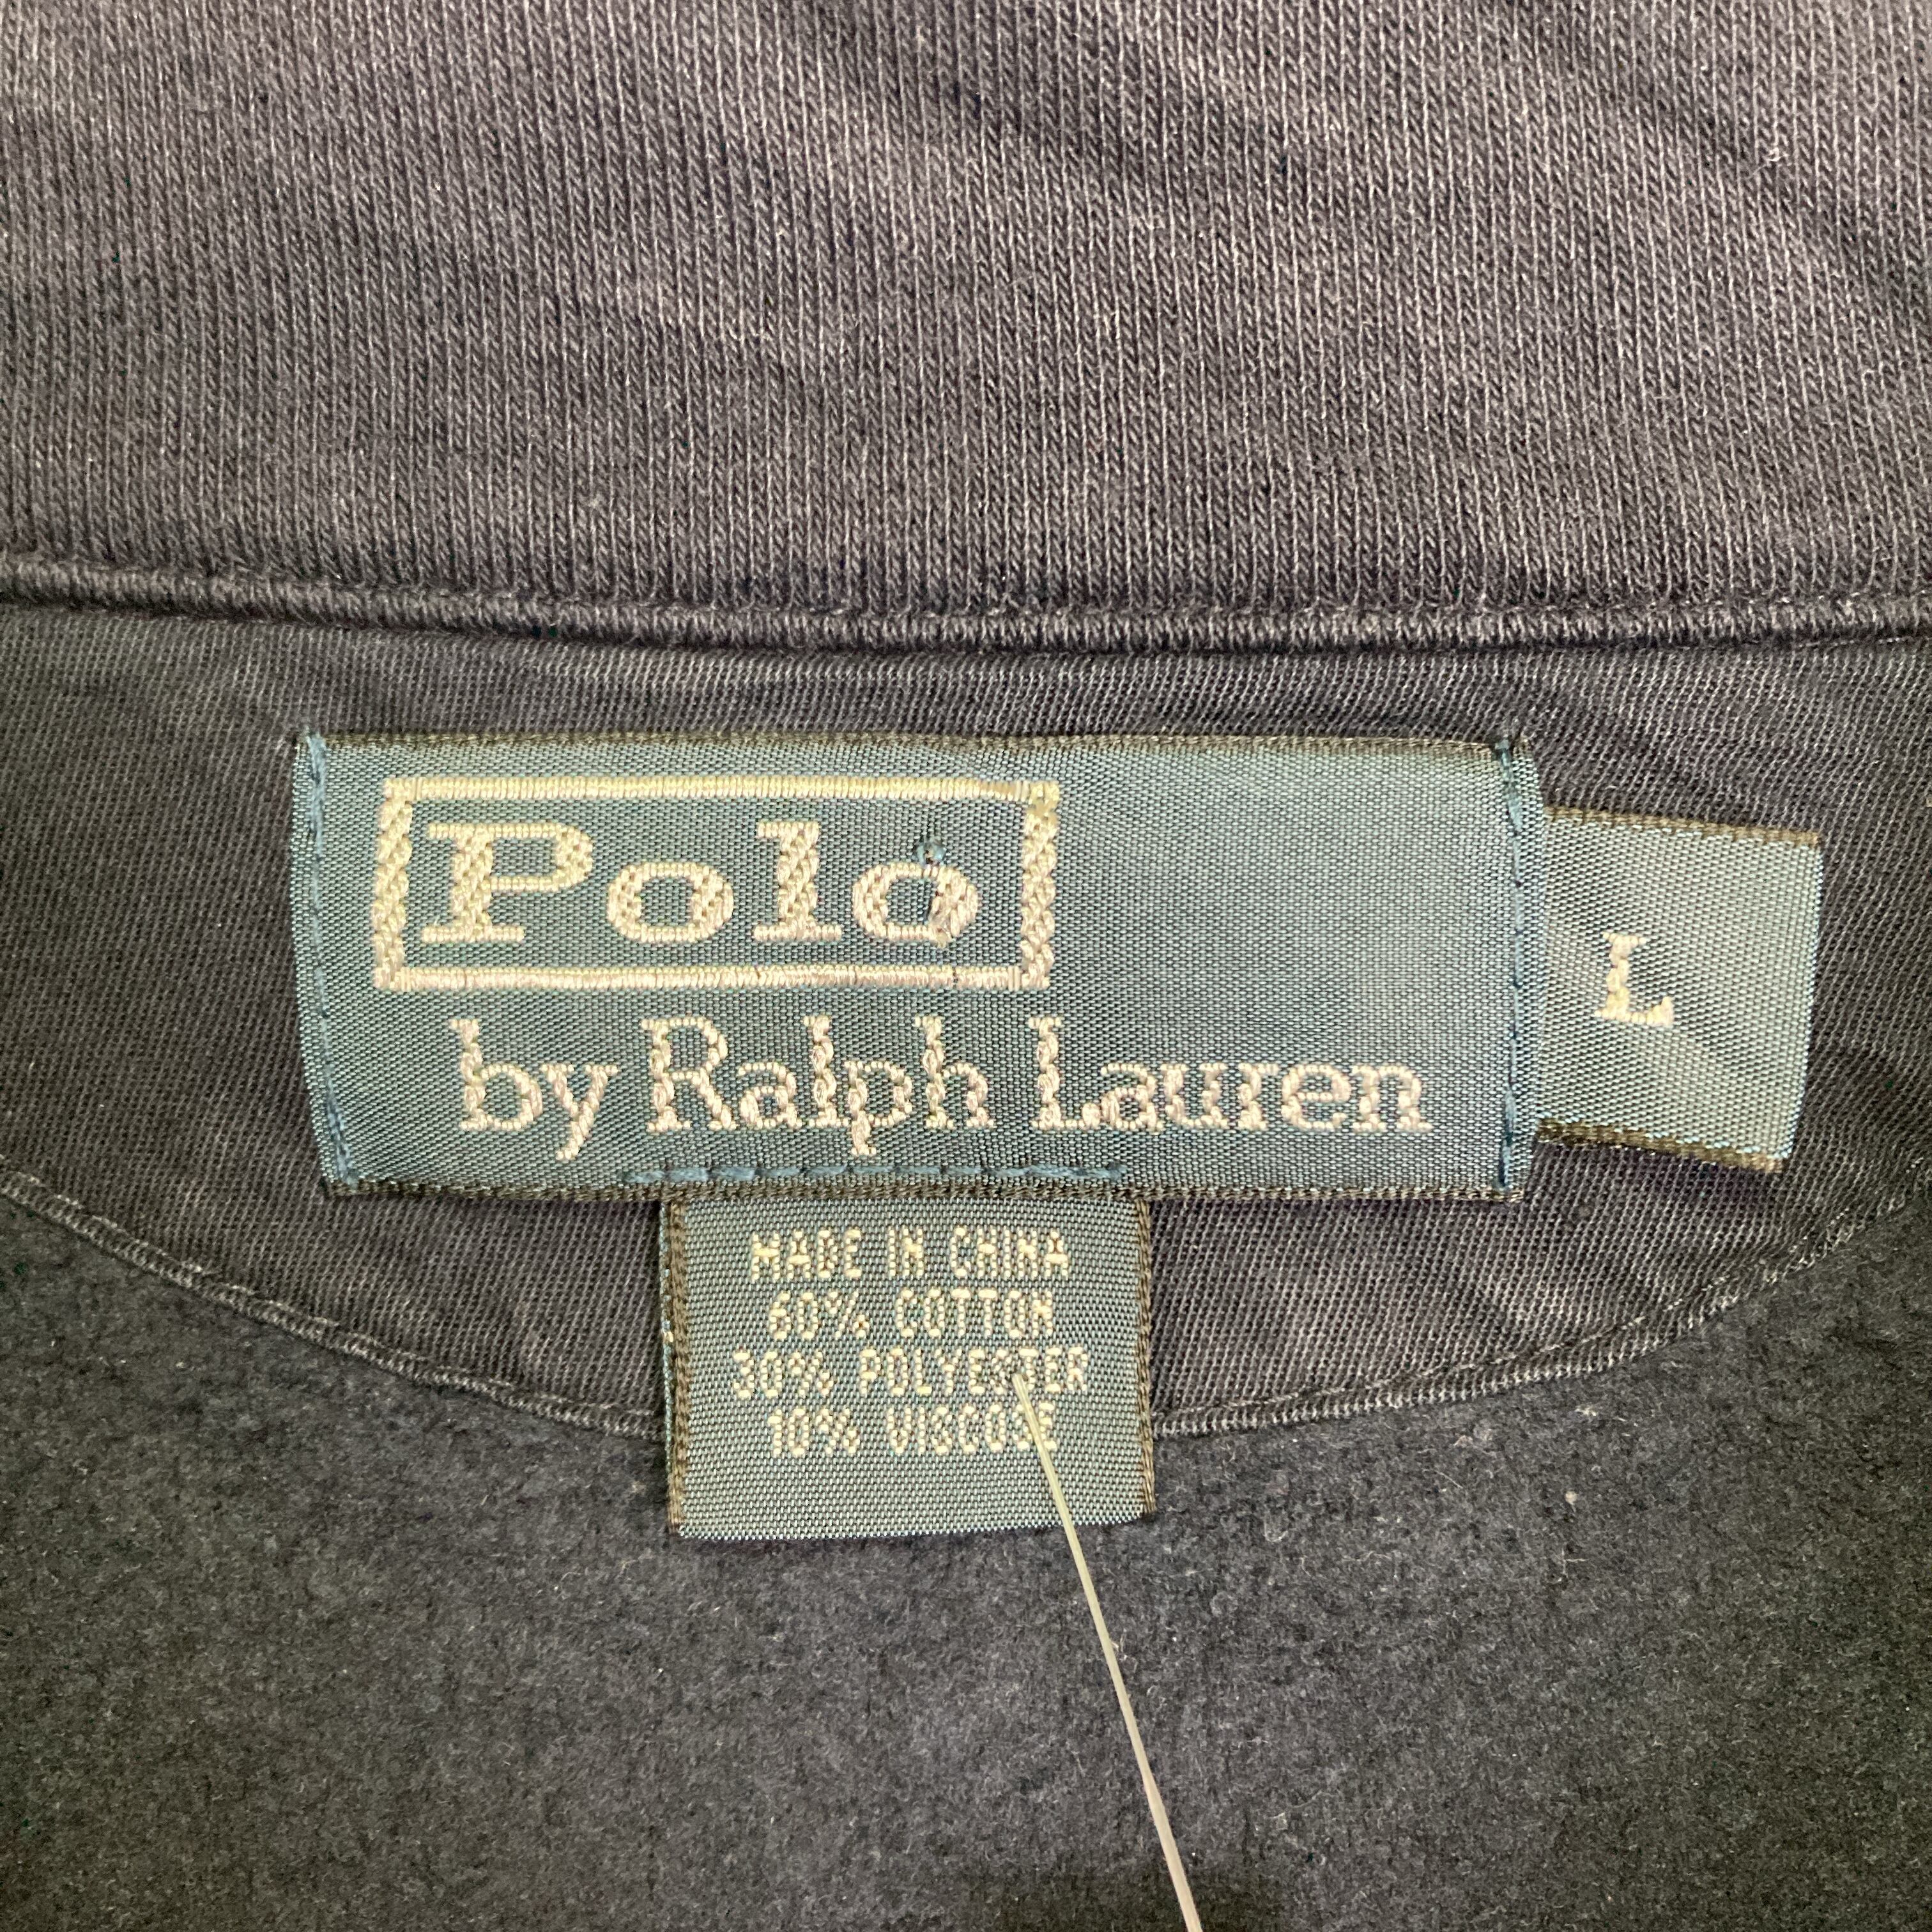 Polo
by Ralph Lauren
L
MADE IN CHINA
60% COTTON
30% POLYESTER
10% VISCOSE